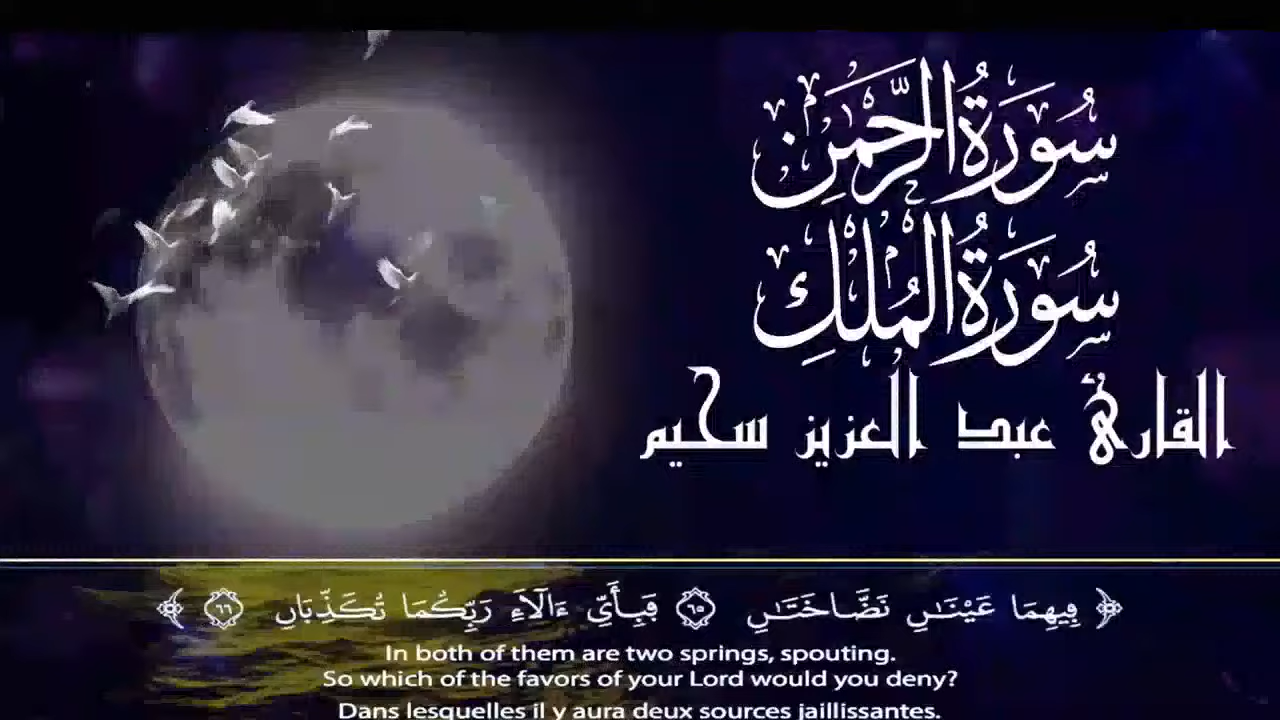 سُورَةُ الرَّحْمَٰن
سُورَةُ الْمُلْكِ
القارئ عبد العزيز سحيم
﴿ فِيهِمَا عَيْنَانِ نَضَّاخَتَانِ ٦٥ فَبِأَيِّ ءَالَآءِ رَبِّكُمَا تُكَذِّبَانِ ٦٦ ﴾
In both of them are two springs, spouting.
So which of the favors of your Lord would you deny?
Dans lesquelles il y aura deux sources jaillissantes.